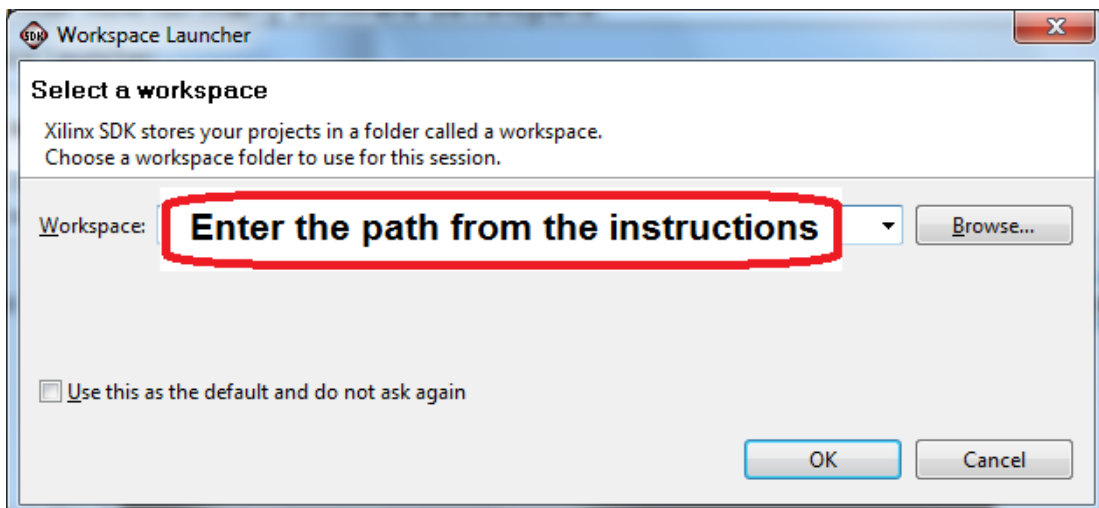 SDK Workspace Launcher
Select a workspace
Xilinx SDK stores your projects in a folder called a workspace.
Choose a workspace folder to use for this session.
Workspace: Enter the path from the instructions Browse...
Use this as the default and do not ask again
OK Cancel